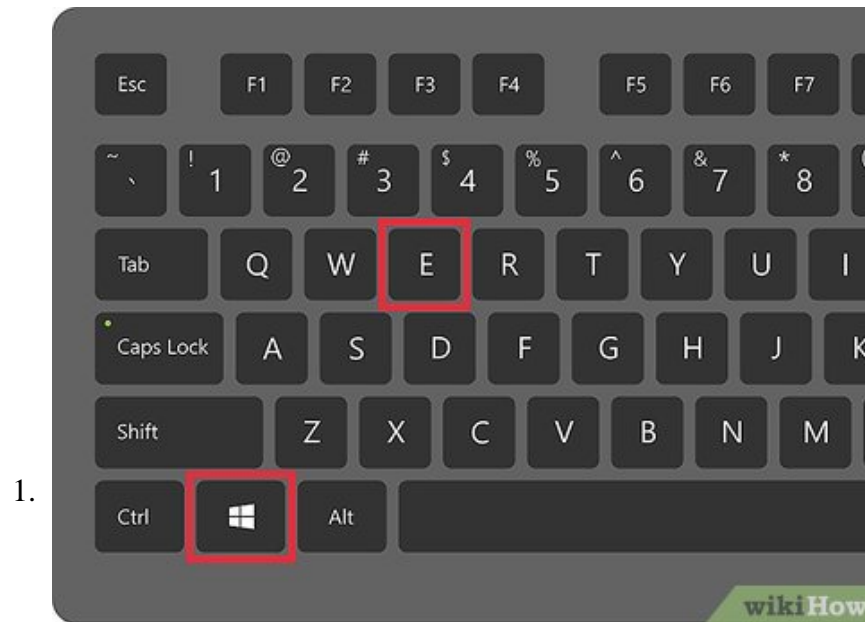 Esc F1 F2 F3 F4 F5 F6 F7
~ ` ! 1 @ 2 # 3 $ 4 % 5 ^ 6 & 7 * 8 (
Tab Q W E R T Y U I
Caps Lock A S D F G H J K
Shift Z X C V B N M
1.
Ctrl Alt
wikiHow